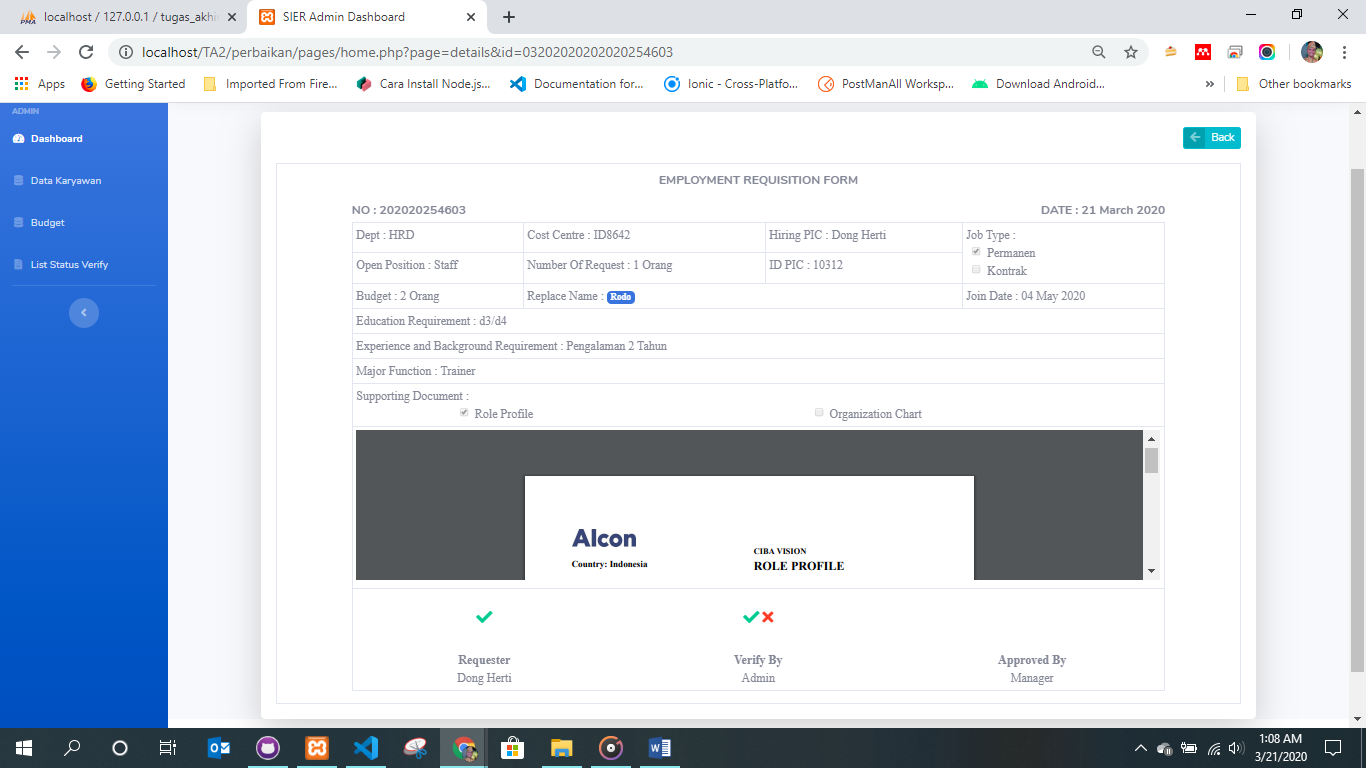 localhost / 127.0.0.1 / tugas_akhi
SIER Admin Dashboard
localhost/TA2/perbaikan/pages/home.php?page=details&id=03202020202020254603
Apps
Getting Started
Imported From Fire...
Cara Install Node.js...
Documentation for...
Ionic - Cross-Platfo...
PostManAll Worksp...
Download Android...
»
Other bookmarks
ADMIN
Dashboard
Data Karyawan
Budget
List Status Verify
Back
EMPLOYMENT REQUISITION FORM
NO : 202020254603
DATE : 21 March 2020
Dept : HRD
Cost Centre : ID8642
Hiring PIC : Dong Herti
Job Type :
Permanen
Kontrak
Open Position : Staff
Number Of Request : 1 Orang
ID PIC : 10312
Budget : 2 Orang
Replace Name : Rodo
Join Date : 04 May 2020
Education Requirement : d3/d4
Experience and Background Requirement : Pengalaman 2 Tahun
Major Function : Trainer
Supporting Document :
Role Profile
Organization Chart
Alcon
Country: Indonesia
CIBA VISION
ROLE PROFILE
Requester
Dong Herti
Verify By
Admin
Approved By
Manager
1:08 AM
3/21/2020